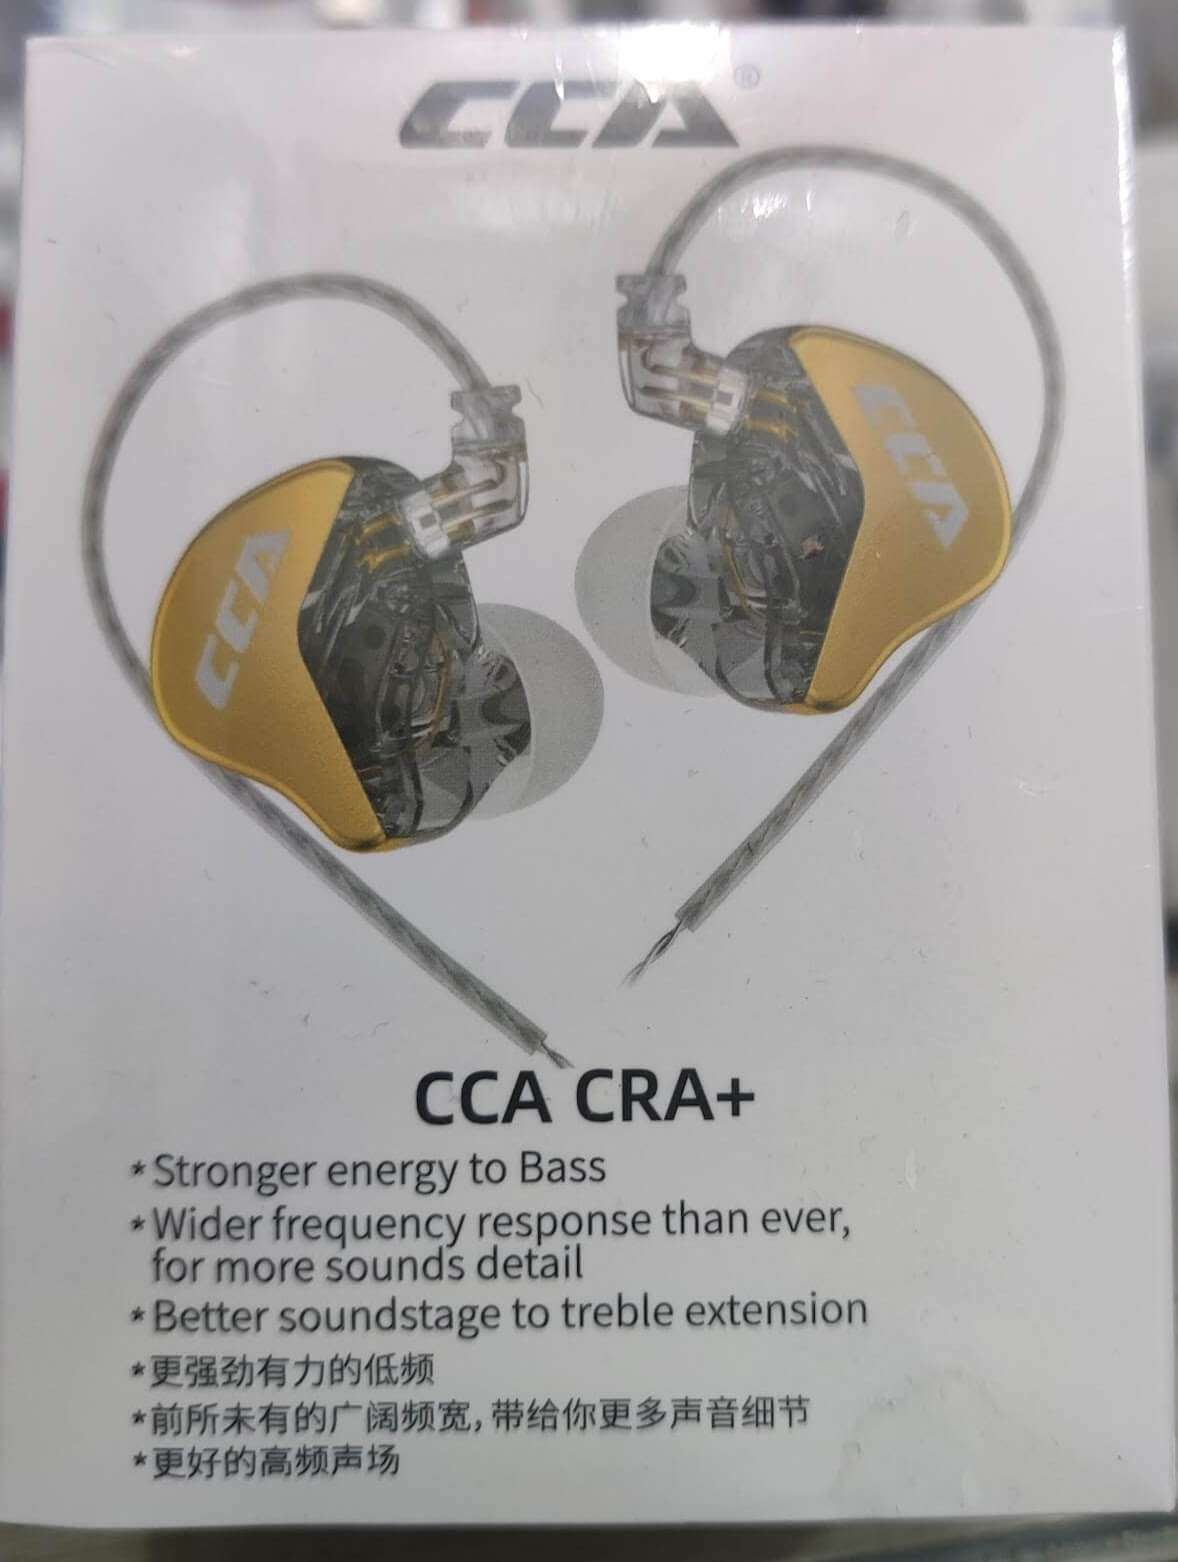 CCA®
CCA
CCA
CCA CRA+
*Stronger energy to Bass
*Wider frequency response than ever,
for more sounds detail
*Better soundstage to treble extension
*更强劲有力的低频
*前所未有的广阔频宽,带给你更多声音细节
*更好的高频声场